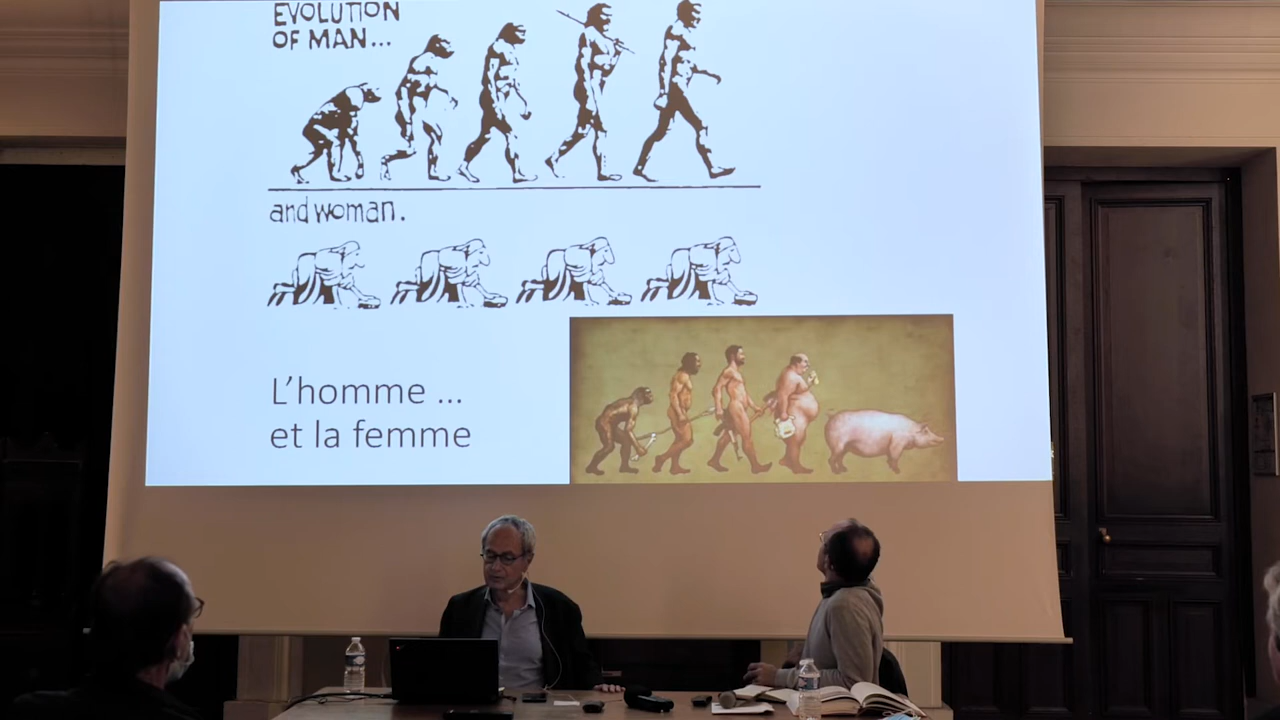 EVOLUTION
OF MAN...
and woman.
L'homme ...
et la femme